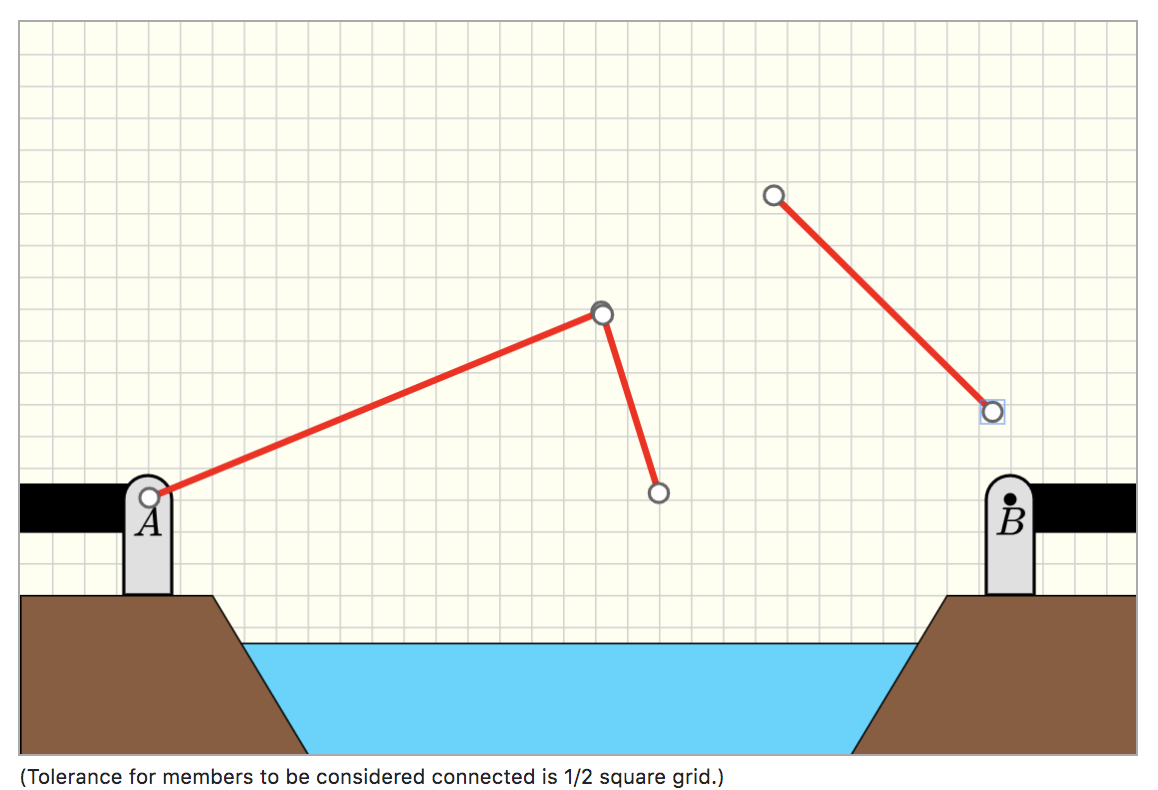 A
B
(Tolerance for members to be considered connected is 1/2 square grid.)